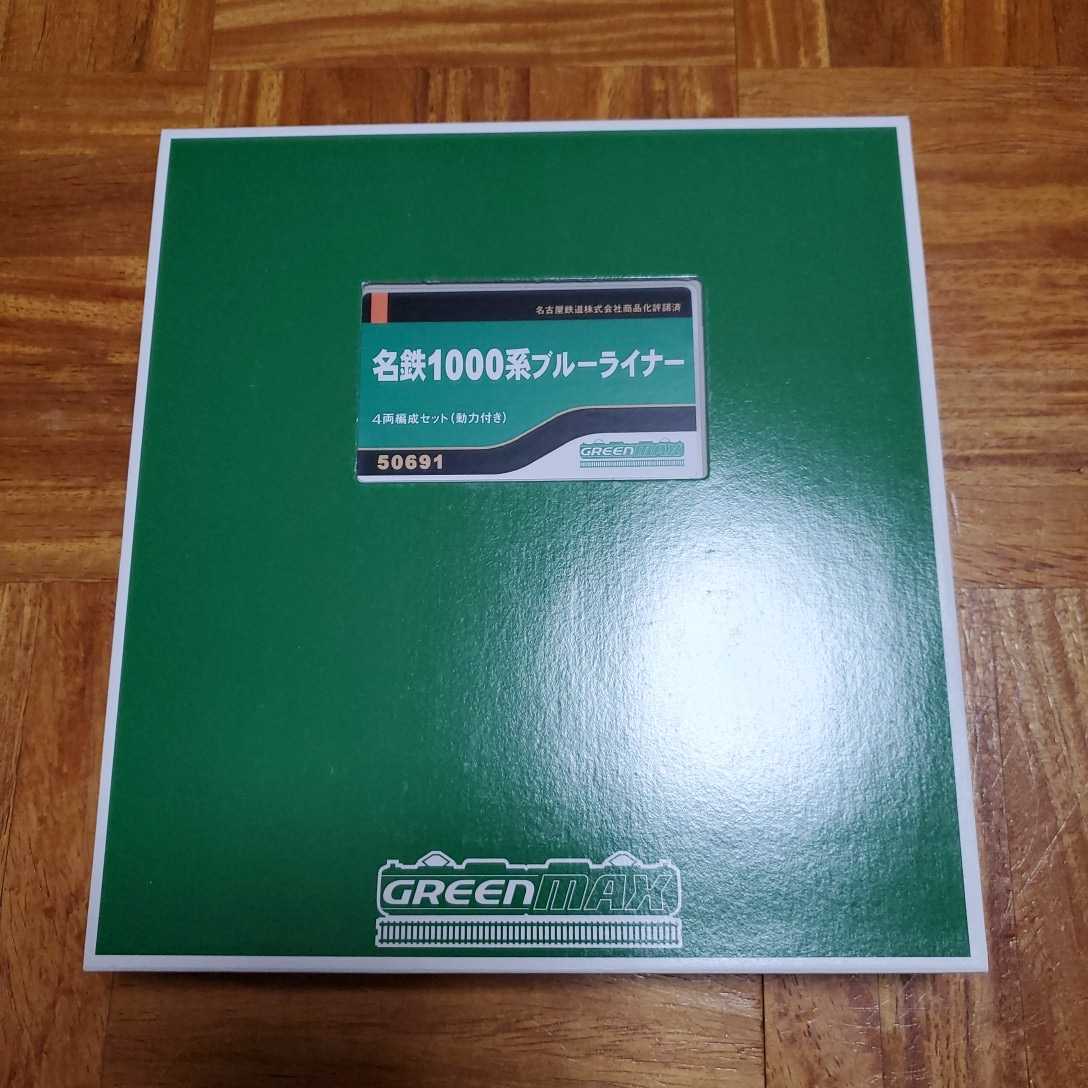 名古屋鉄道株式会社商品化許諾済
名鉄1000系ブルーライナー
4両編成セット(動力付き)
50691
GREENMAX
GREENMAX